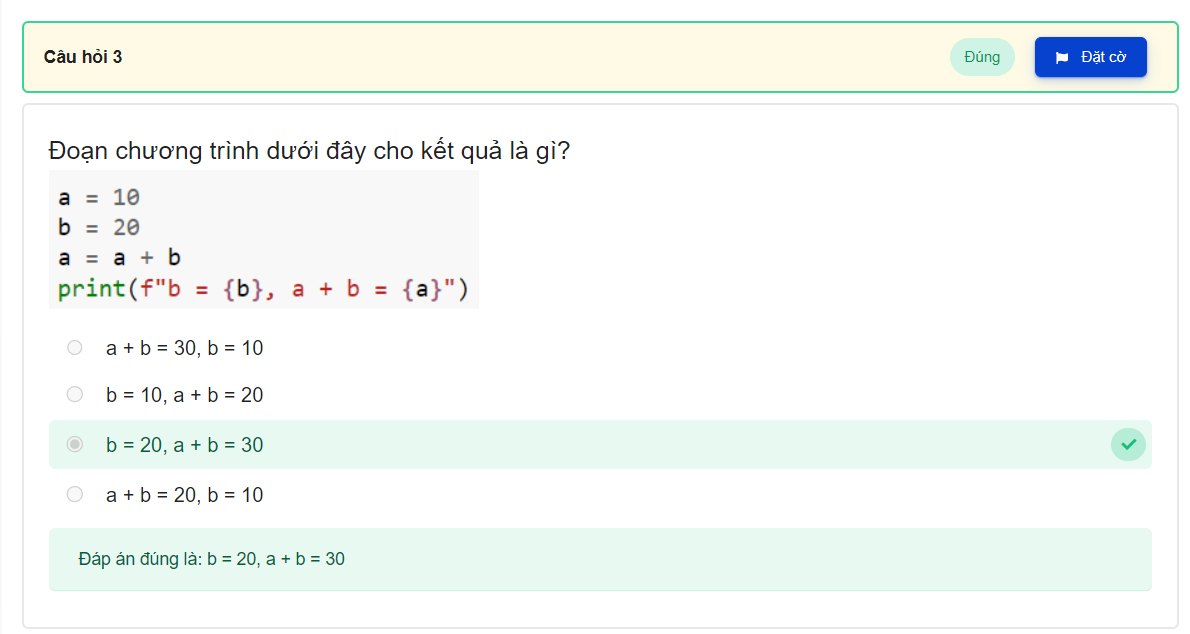 Câu hỏi 3
Đúng
Đặt cờ
Đoạn chương trình dưới đây cho kết quả là gì?
a = 10
b = 20
a = a + b
print(f"b = {b}, a + b = {a}")
a + b = 30, b = 10
b = 10, a + b = 20
b = 20, a + b = 30
a + b = 20, b = 10
Đáp án đúng là: b = 20, a + b = 30